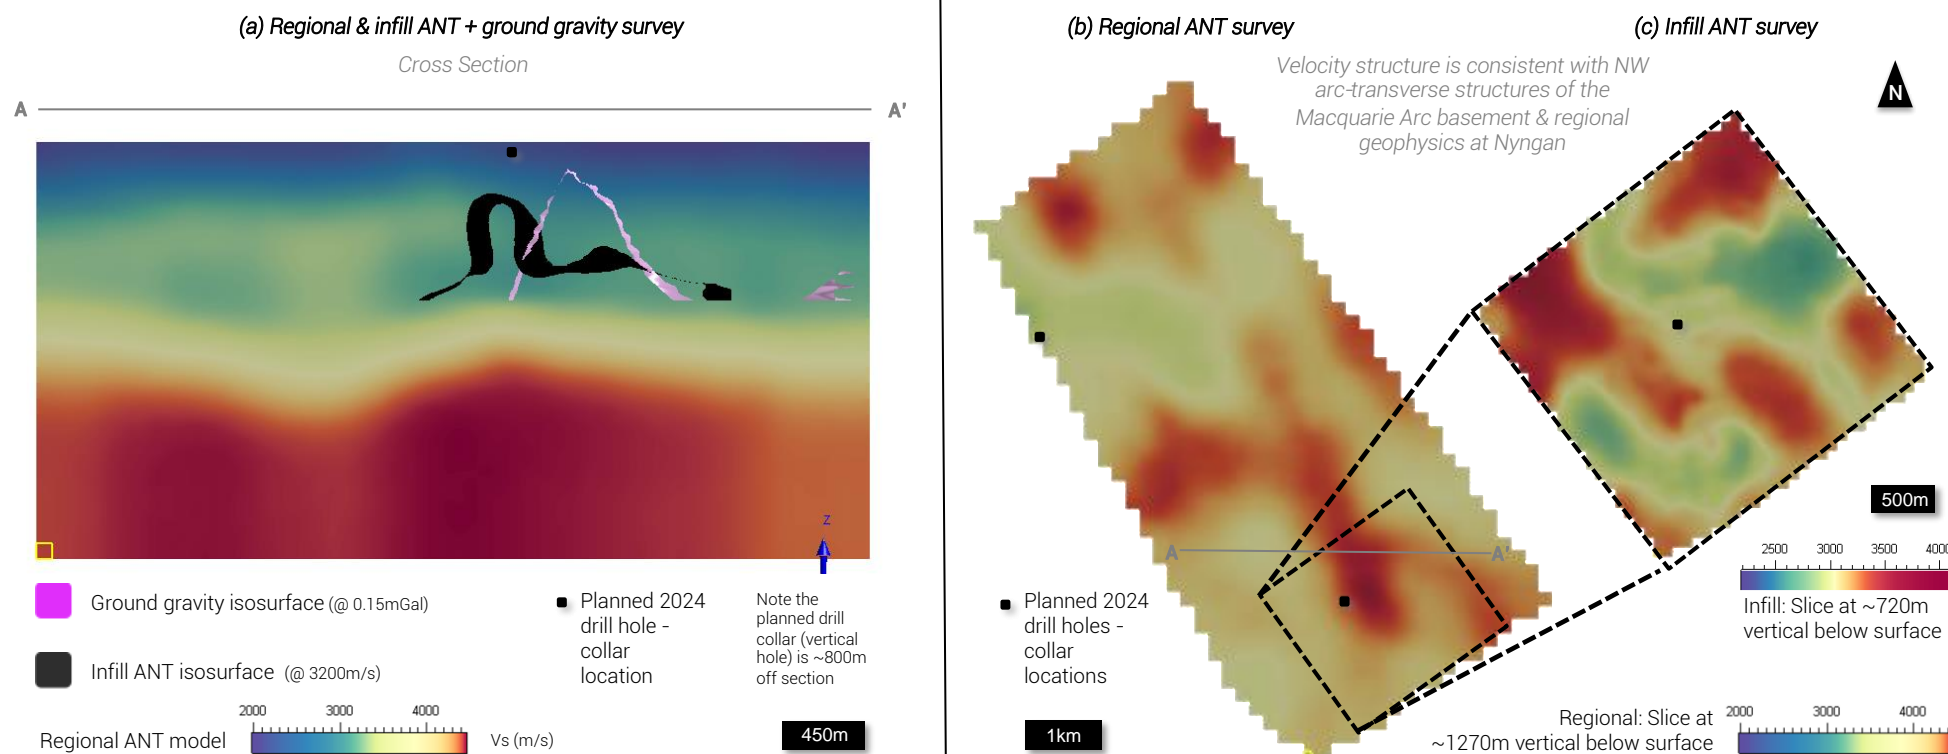 (a) Regional & infill ANT + ground gravity survey
Cross Section
A
A'
z
Ground gravity isosurface (@ 0.15mGal)
Infill ANT isosurface (@ 3200m/s)
Planned 2024
drill hole -
collar
location
Note the
planned drill
collar (vertical
hole) is ~800m
off section
2000 3000 4000
Regional ANT model
Vs (m/s)
450m
(b) Regional ANT survey
(c) Infill ANT survey
Velocity structure is consistent with NW
arc-transverse structures of the
Macquarie Arc basement & regional
geophysics at Nyngan
N
A
A'
Planned 2024
drill holes -
collar
locations
1km
500m
2500 3000 3500 4000
Infill: Slice at ~720m
vertical below surface
Regional: Slice at
~1270m vertical below surface
2000 3000 4000